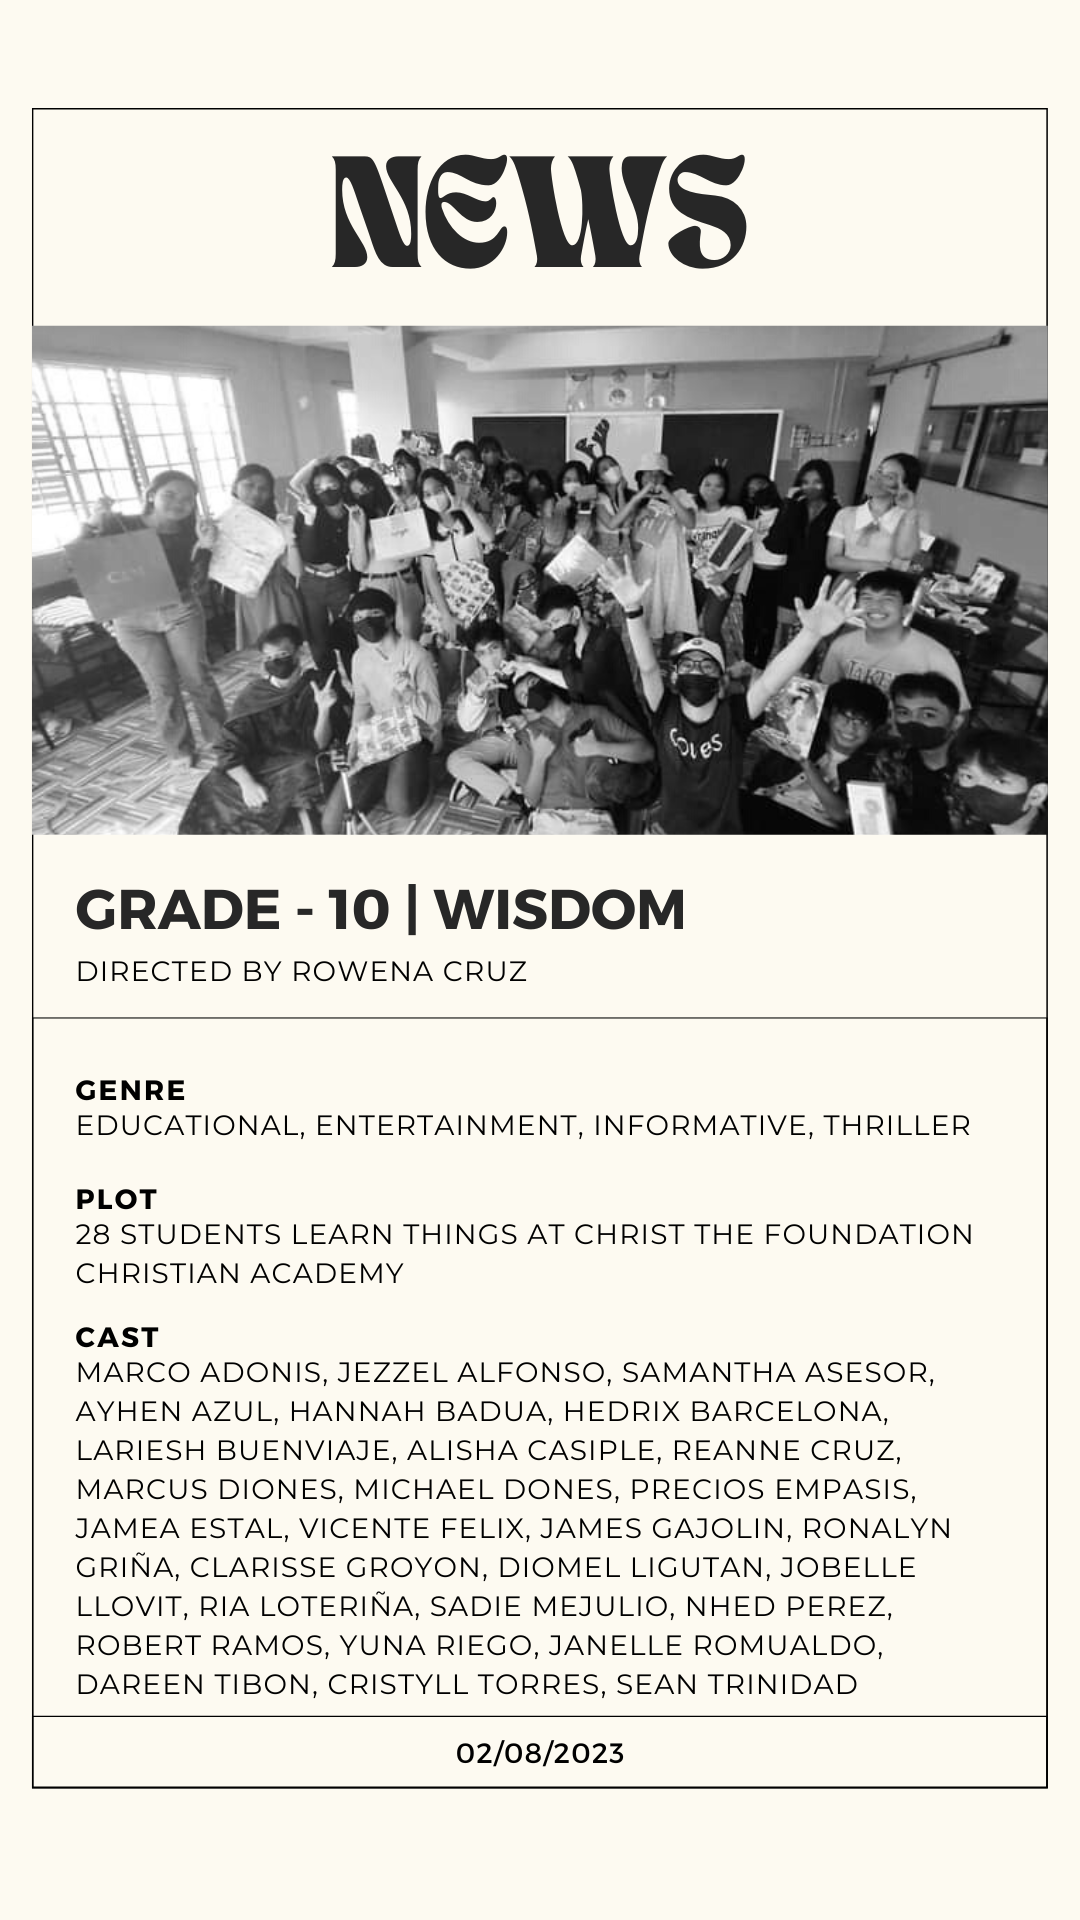 NEWS
GRADE - 10 | WISDOM
DIRECTED BY ROWENA CRUZ
GENRE
EDUCATIONAL, ENTERTAINMENT, INFORMATIVE, THRILLER
PLOT
28 STUDENTS LEARN THINGS AT CHRIST THE FOUNDATION
CHRISTIAN ACADEMY
CAST
MARCO ADONIS, JEZZEL ALFONSO, SAMANTHA ASESOR,
AYHEN AZUL, HANNAH BADUA, HEDRIX BARCELONA,
LARIESH BUENVIAJE, ALISHA CASIPLE, REANNE CRUZ,
MARCUS DIONES, MICHAEL DONES, PRECIOS EMPASIS,
JAMEA ESTAL, VICENTE FELIX, JAMES GAJOLIN, RONALYN
GRIÑA, CLARISSE GROYON, DIOMEL LIGUTAN, JOBELLE
LLOVIT, RIA LOTERIÑA, SADIE MEJULIO, NHED PEREZ,
ROBERT RAMOS, YUNA RIEGO, JANELLE ROMUALDO,
DAREEN TIBON, CRISTYLL TORRES, SEAN TRINIDAD
02/08/2023